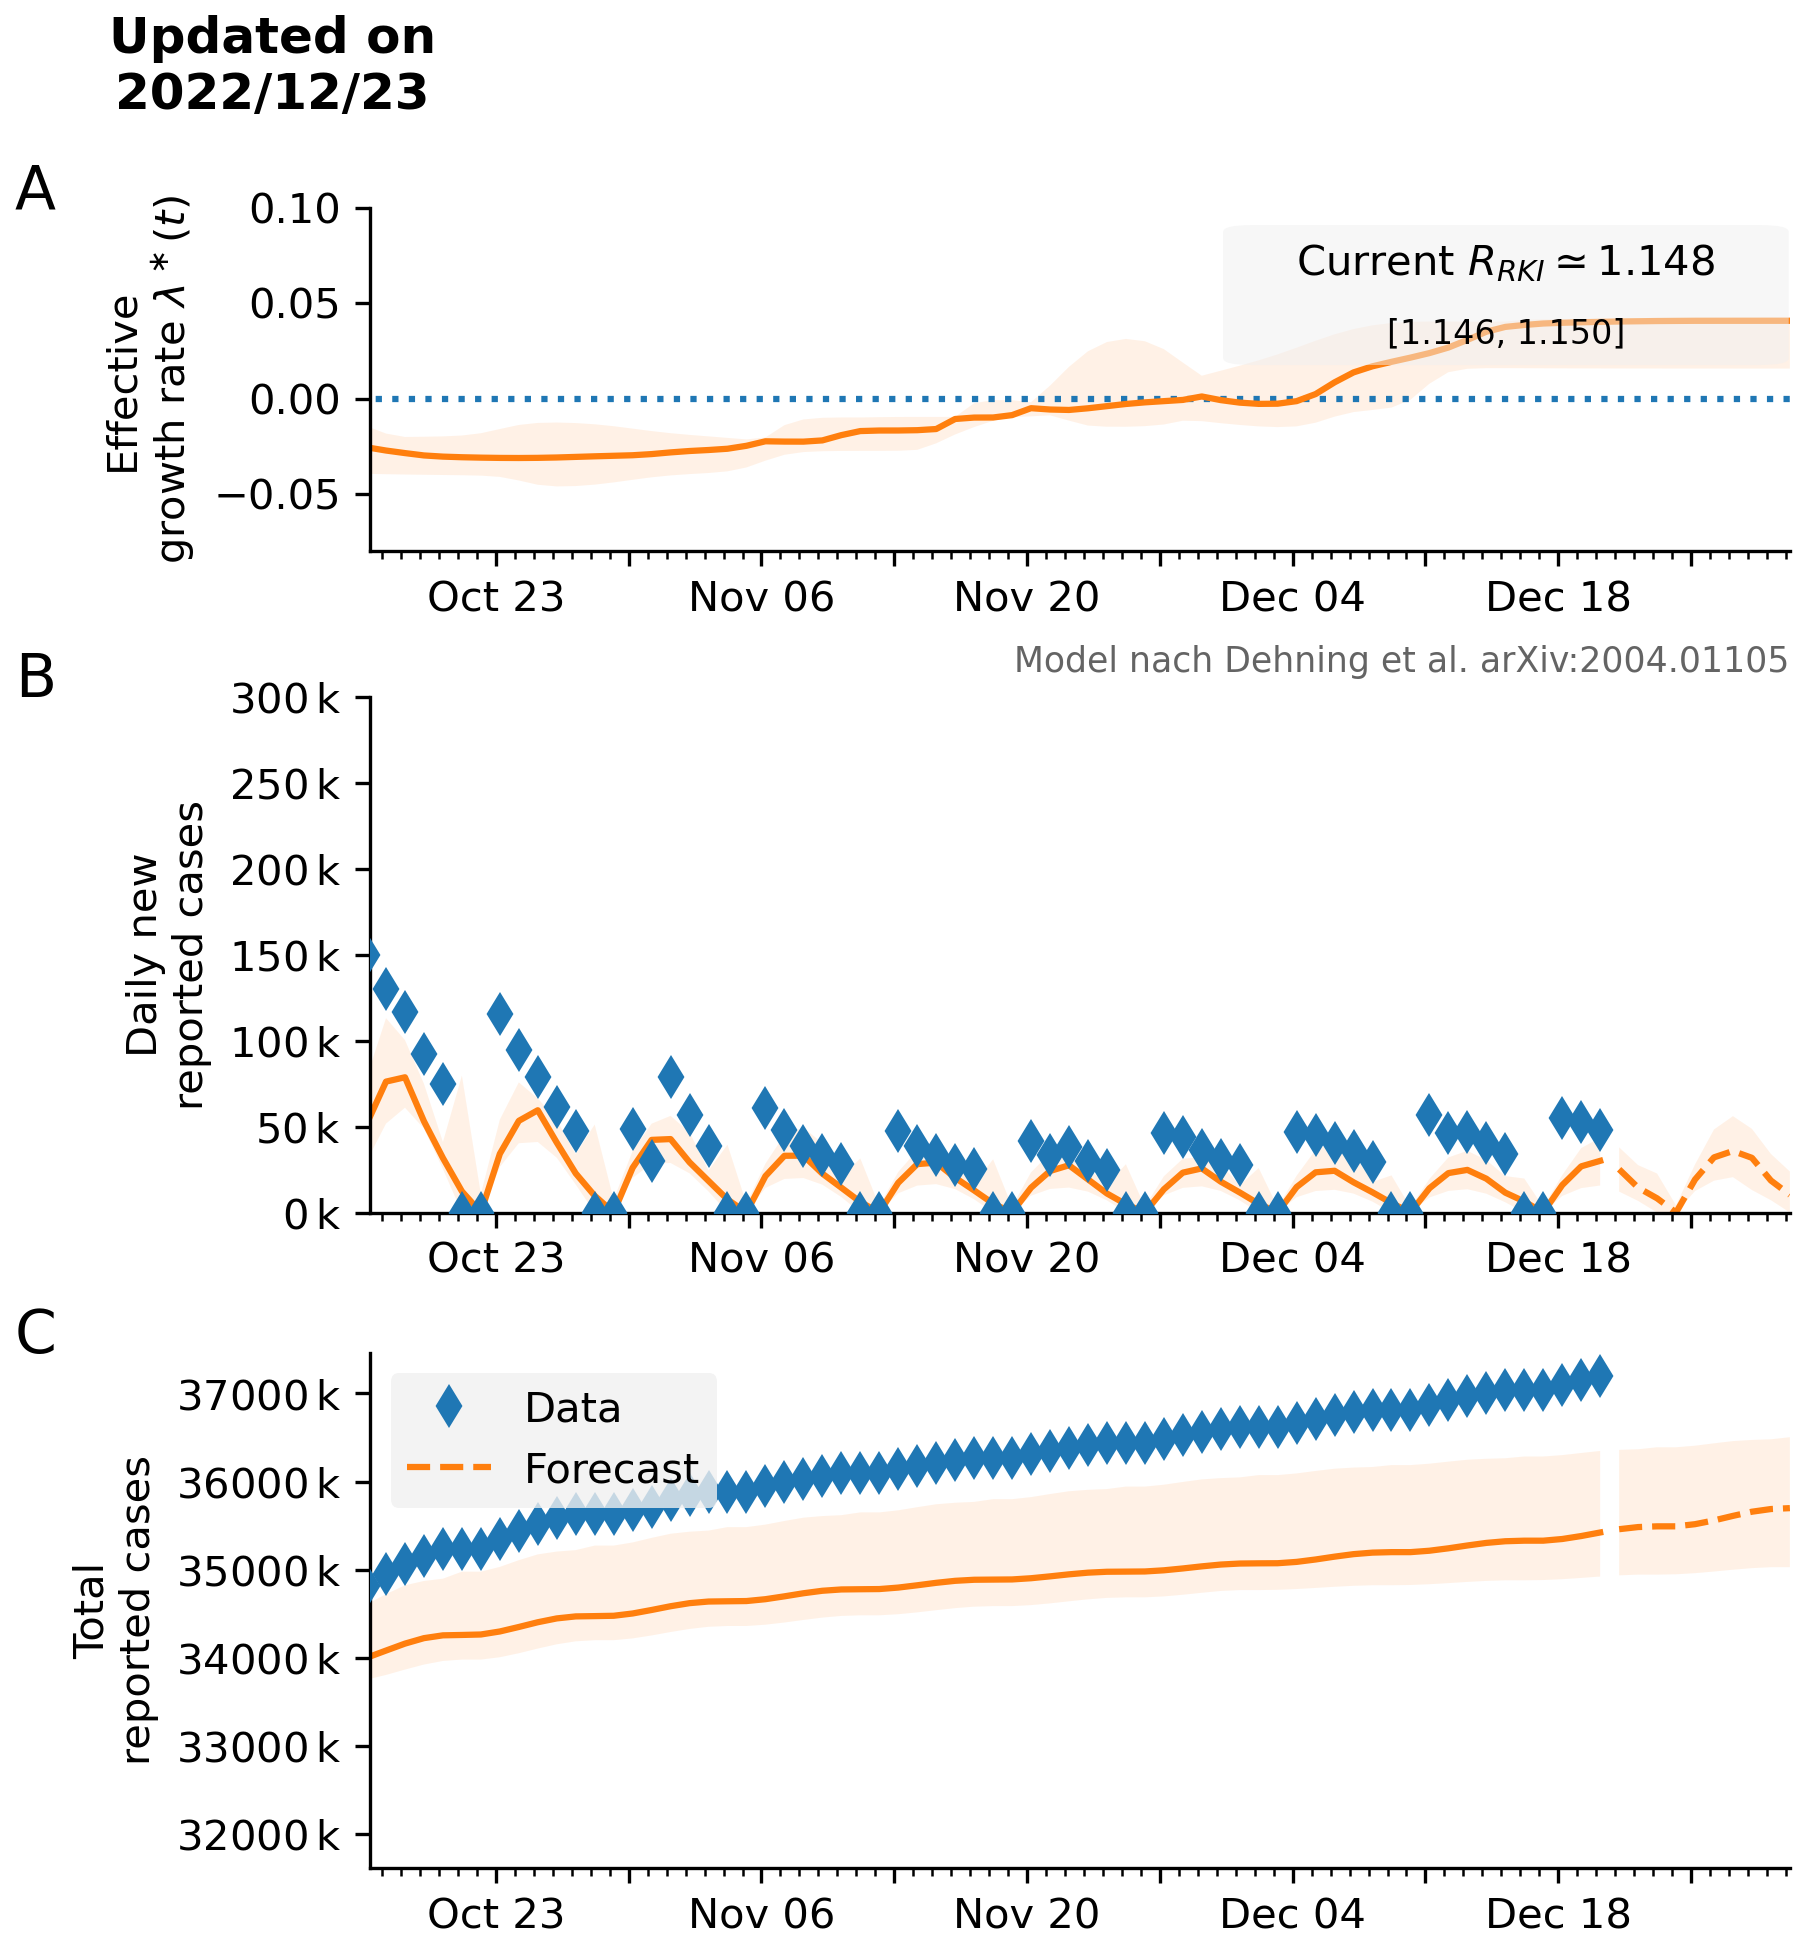 Updated on
2022/12/23
A
Effective
growth rate λ * (t)
0.10
0.05
0.00
−0.05
Current R_RKI ≃ 1.148
[1.146, 1.150]
Oct 23
Nov 06
Nov 20
Dec 04
Dec 18
Model nach Dehning et al. arXiv:2004.01105
B
Daily new
reported cases
300 k
250 k
200 k
150 k
100 k
50 k
0 k
Oct 23
Nov 06
Nov 20
Dec 04
Dec 18
C
Total
reported cases
37000 k
36000 k
35000 k
34000 k
33000 k
32000 k
Data
Forecast
Oct 23
Nov 06
Nov 20
Dec 04
Dec 18